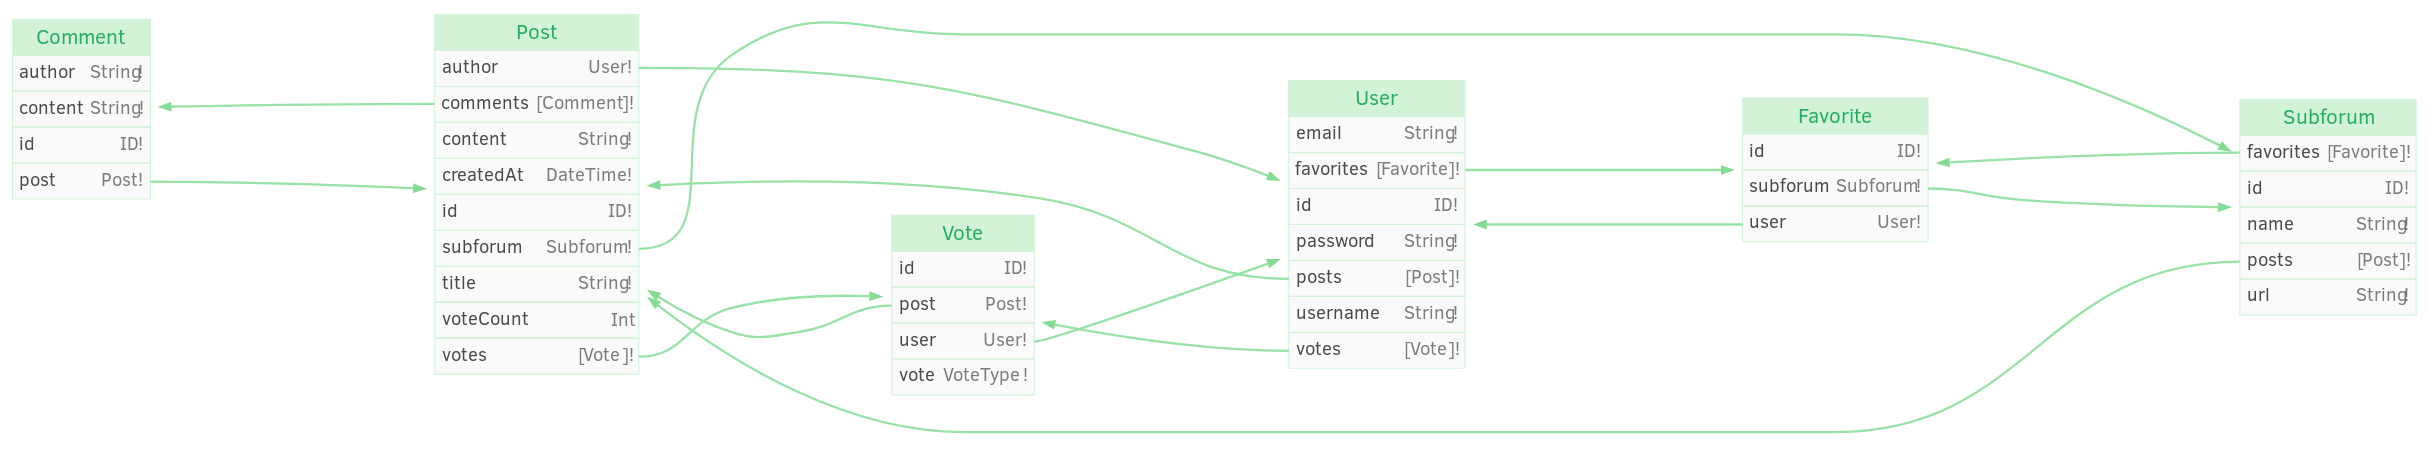 Comment
author String!
content String!
id ID!
post Post!
Post
author User!
comments [Comment]!
content String!
createdAt DateTime!
id ID!
subforum Subforum!
title String!
voteCount Int
votes [Vote]!
Vote
id ID!
post Post!
user User!
vote VoteType!
User
email String!
favorites [Favorite]!
id ID!
password String!
posts [Post]!
username String!
votes [Vote]!
Favorite
id ID!
subforum Subforum!
user User!
Subforum
favorites [Favorite]!
id ID!
name String!
posts [Post]!
url String!